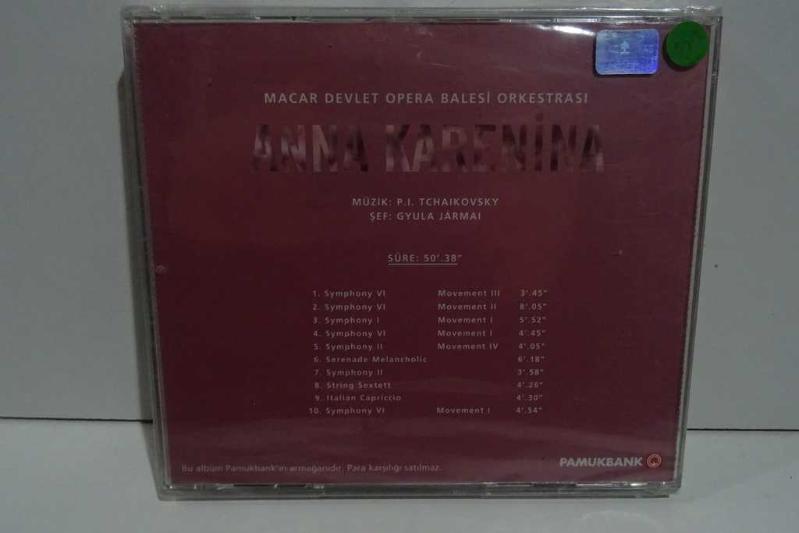 MACAR DEVLET OPERA BALESİ ORKESTRASI
ANNA KARENİNA
MÜZİK: P.I. TCHAIKOVSKY
ŞEF: GYULA JÁRMAI
SÜRE: 50'.38"
1. Symphony VI Movement III 3'.45"
2. Symphony VI Movement II 8'.05"
3. Symphony I Movement I 5'.52"
4. Symphony VI Movement I 4'.45"
5. Symphony II Movement IV 4'.05"
6. Serenade Melancholic 6'.18"
7. Symphony II 3'.58"
8. String Sextett 4'.26"
9. Italian Capriccio 4'.30"
10. Symphony VI Movement I 4'.54"
Bu albüm Pamukbank'ın armağanıdır. Para karşılığı satılmaz.
PAMUKBANK